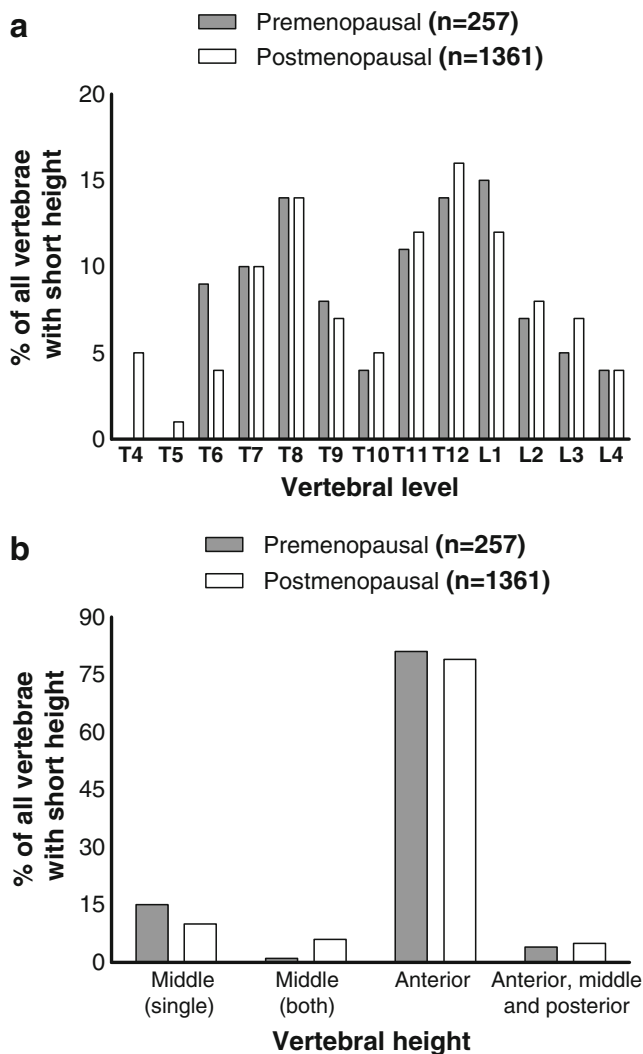 a
Premenopausal (n=257)
Postmenopausal (n=1361)
% of all vertebrae
with short height
20
15
10
5
0
T4 T5 T6 T7 T8 T9 T10 T11 T12 L1 L2 L3 L4
Vertebral level
b
Premenopausal (n=257)
Postmenopausal (n=1361)
% of all vertebrae
with short height
90
75
60
45
30
15
0
Middle Middle Anterior Anterior, middle
(single) (both) and posterior
Vertebral height